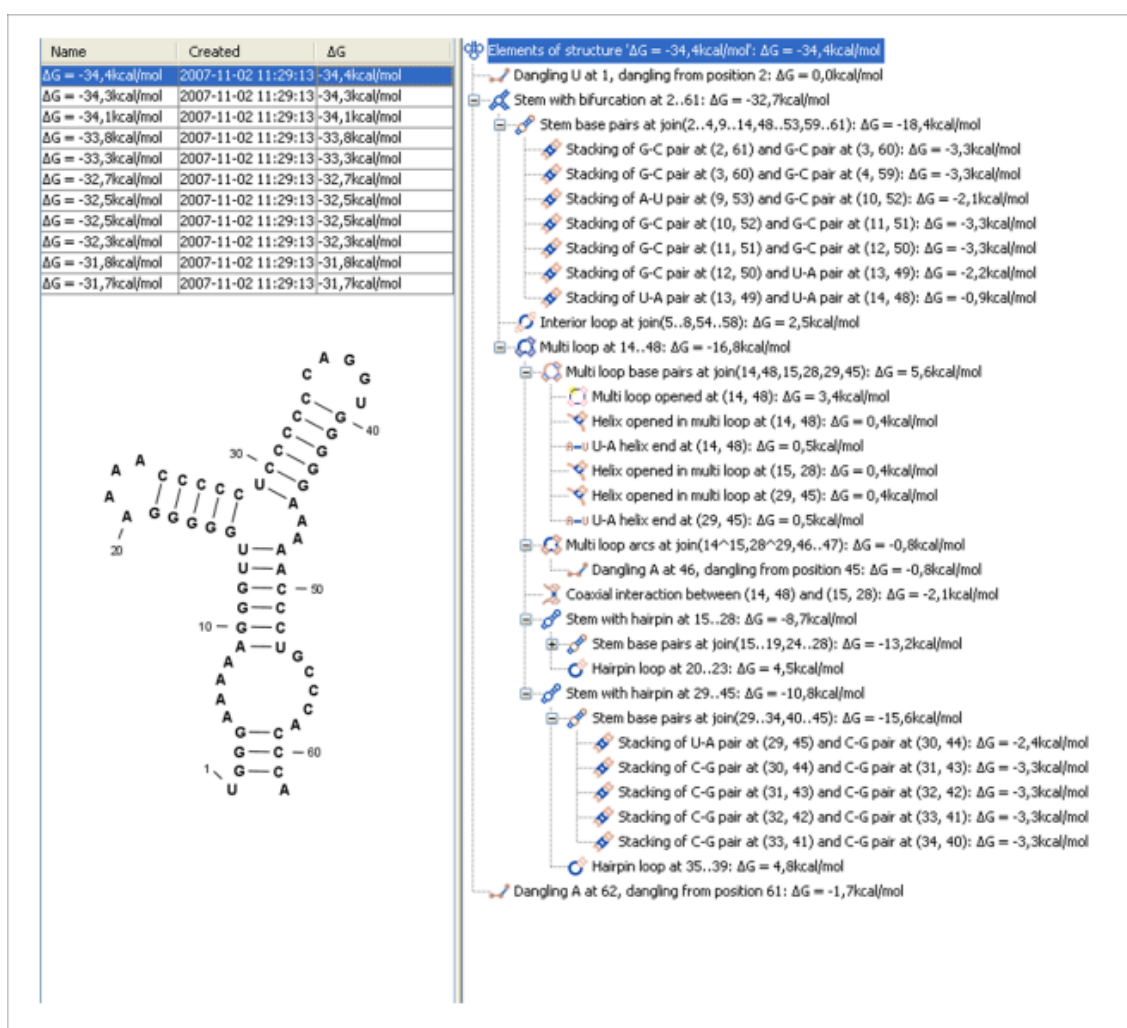 Name Created ΔG
ΔG = -34,4kcal/mol 2007-11-02 11:29:13 -34,4kcal/mol
ΔG = -34,3kcal/mol 2007-11-02 11:29:13 -34,3kcal/mol
ΔG = -34,1kcal/mol 2007-11-02 11:29:13 -34,1kcal/mol
ΔG = -33,8kcal/mol 2007-11-02 11:29:13 -33,8kcal/mol
ΔG = -33,3kcal/mol 2007-11-02 11:29:13 -33,3kcal/mol
ΔG = -32,7kcal/mol 2007-11-02 11:29:13 -32,7kcal/mol
ΔG = -32,5kcal/mol 2007-11-02 11:29:13 -32,5kcal/mol
ΔG = -32,5kcal/mol 2007-11-02 11:29:13 -32,5kcal/mol
ΔG = -32,3kcal/mol 2007-11-02 11:29:13 -32,3kcal/mol
ΔG = -31,8kcal/mol 2007-11-02 11:29:13 -31,8kcal/mol
ΔG = -31,7kcal/mol 2007-11-02 11:29:13 -31,7kcal/mol
A G
C G
C U
C G 40
C G
30 C G
A A C C C C C C U G
A A G G G G G A A A
20
U A
U A
G C 50
G C
10 G C
A U G
A C
A C
A C
A A
G C
G C 60
1 G C
U A
Elements of structure 'ΔG = -34,4kcal/mol': ΔG = -34,4kcal/mol
Dangling U at 1, dangling from position 2: ΔG = 0,0kcal/mol
Stem with bifurcation at 2..61: ΔG = -32,7kcal/mol
Stem base pairs at join(2..4,9..14,48..53,59..61): ΔG = -18,4kcal/mol
Stacking of G-C pair at (2, 61) and G-C pair at (3, 60): ΔG = -3,3kcal/mol
Stacking of G-C pair at (3, 60) and G-C pair at (4, 59): ΔG = -3,3kcal/mol
Stacking of A-U pair at (9, 53) and G-C pair at (10, 52): ΔG = -2,1kcal/mol
Stacking of G-C pair at (10, 52) and G-C pair at (11, 51): ΔG = -3,3kcal/mol
Stacking of G-C pair at (11, 51) and G-C pair at (12, 50): ΔG = -3,3kcal/mol
Stacking of G-C pair at (12, 50) and U-A pair at (13, 49): ΔG = -2,2kcal/mol
Stacking of U-A pair at (13, 49) and U-A pair at (14, 48): ΔG = -0,9kcal/mol
Interior loop at join(5..8,54..58): ΔG = 2,5kcal/mol
Multi loop at 14..48: ΔG = -16,8kcal/mol
Multi loop base pairs at join(14,48,15,28,29,45): ΔG = 5,6kcal/mol
Multi loop opened at (14, 48): ΔG = 3,4kcal/mol
Helix opened in multi loop at (14, 48): ΔG = 0,4kcal/mol
A-U U-A helix end at (14, 48): ΔG = 0,5kcal/mol
Helix opened in multi loop at (15, 28): ΔG = 0,4kcal/mol
Helix opened in multi loop at (29, 45): ΔG = 0,4kcal/mol
A-U U-A helix end at (29, 45): ΔG = 0,5kcal/mol
Multi loop arcs at join(14^15,28^29,46..47): ΔG = -0,8kcal/mol
Dangling A at 46, dangling from position 45: ΔG = -0,8kcal/mol
Coaxial interaction between (14, 48) and (15, 28): ΔG = -2,1kcal/mol
Stem with hairpin at 15..28: ΔG = -8,7kcal/mol
Stem base pairs at join(15..19,24..28): ΔG = -13,2kcal/mol
Hairpin loop at 20..23: ΔG = 4,5kcal/mol
Stem with hairpin at 29..45: ΔG = -10,8kcal/mol
Stem base pairs at join(29..34,40..45): ΔG = -15,6kcal/mol
Stacking of U-A pair at (29, 45) and C-G pair at (30, 44): ΔG = -2,4kcal/mol
Stacking of C-G pair at (30, 44) and C-G pair at (31, 43): ΔG = -3,3kcal/mol
Stacking of C-G pair at (31, 43) and C-G pair at (32, 42): ΔG = -3,3kcal/mol
Stacking of C-G pair at (32, 42) and C-G pair at (33, 41): ΔG = -3,3kcal/mol
Stacking of C-G pair at (33, 41) and C-G pair at (34, 40): ΔG = -3,3kcal/mol
Hairpin loop at 35..39: ΔG = 4,8kcal/mol
Dangling A at 62, dangling from position 61: ΔG = -1,7kcal/mol